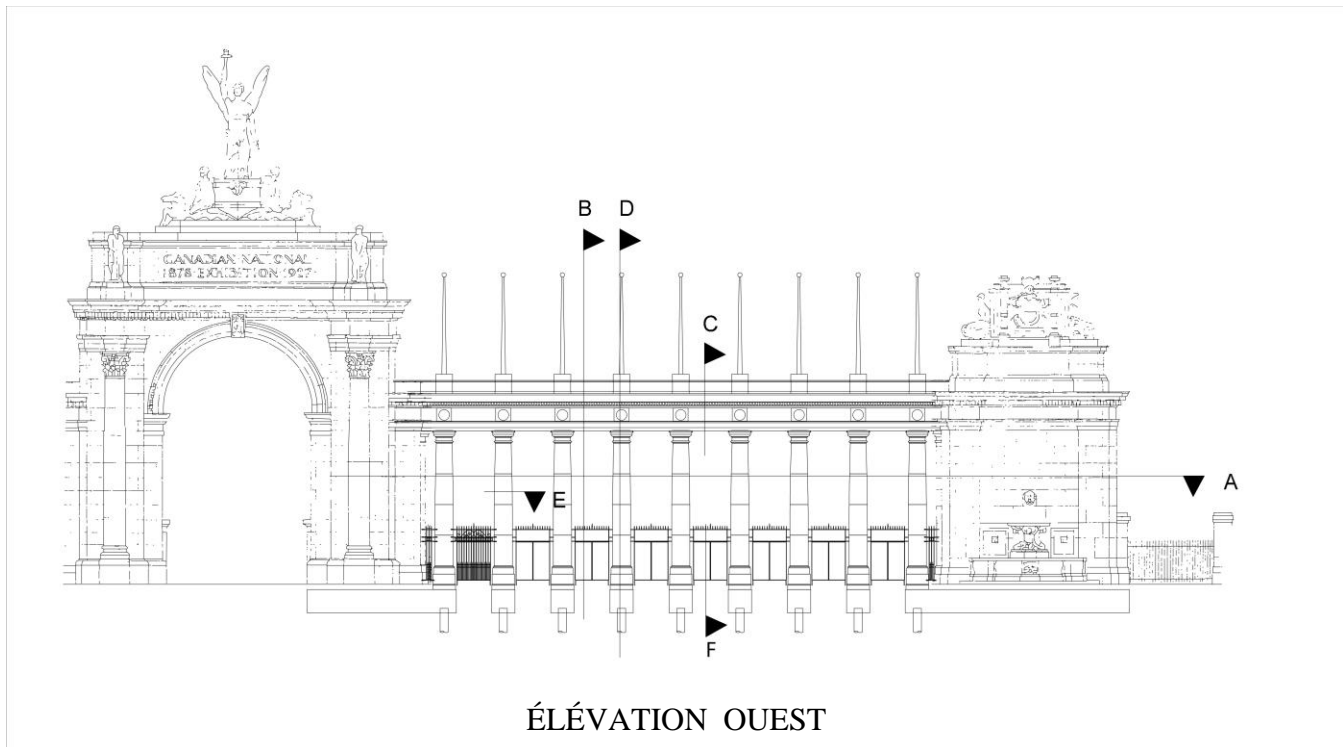 CANADIAN NATIONAL
1878 EXHIBITION 1927
B D
C
E
A
F
ÉLÉVATION OUEST